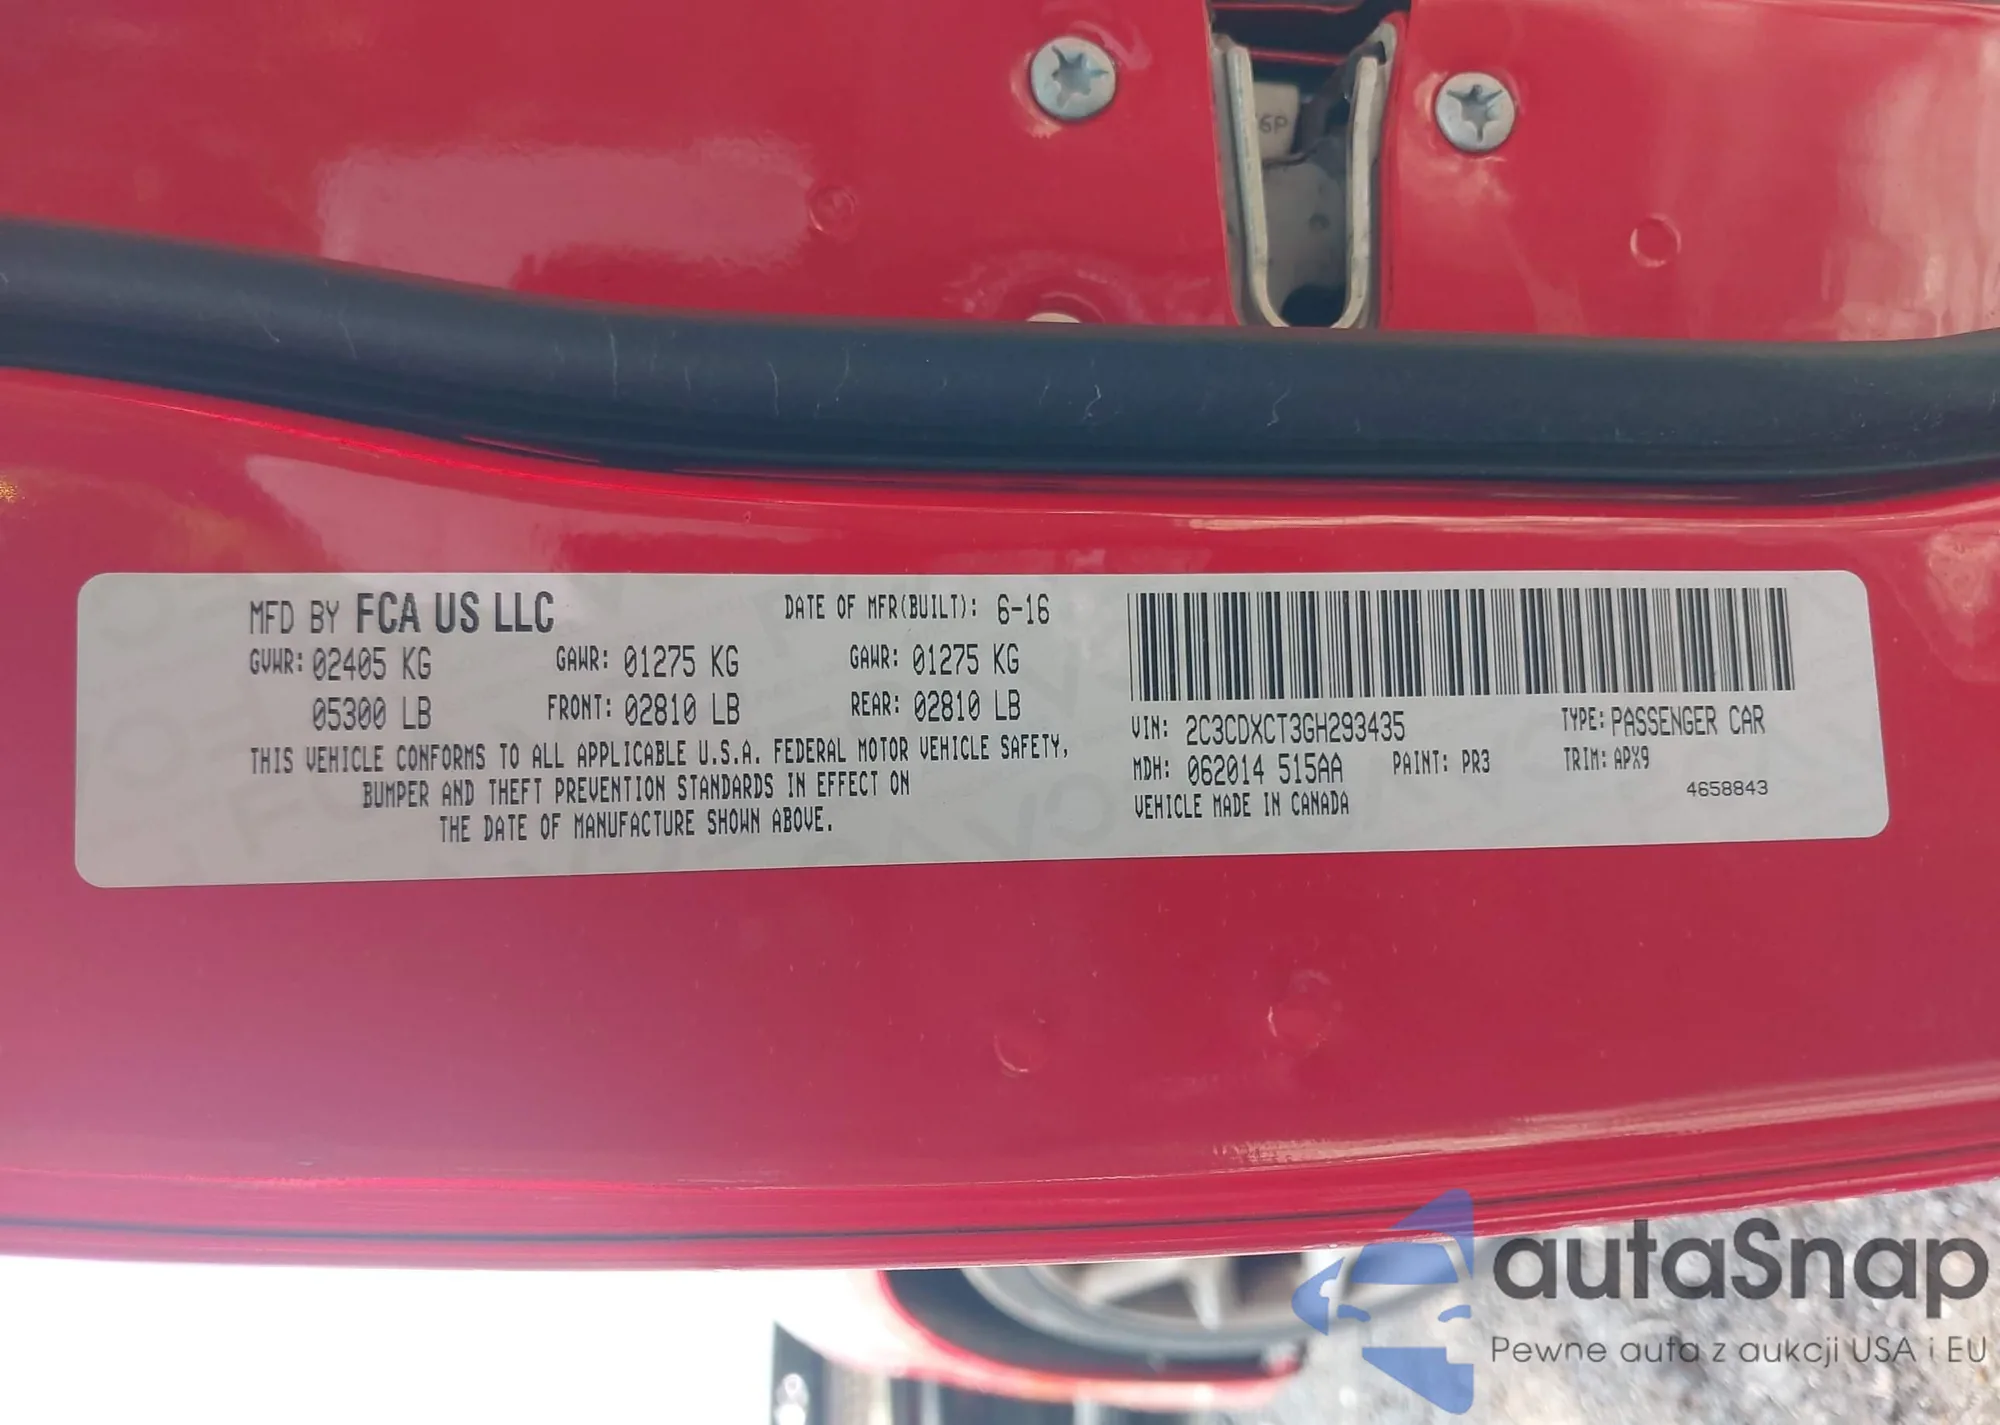 6P
MFD BY FCA US LLC
DATE OF MFR(BUILT): 6-16
GVWR: 02405 KG
GAWR: 01275 KG
GAWR: 01275 KG
05300 LB
FRONT: 02810 LB
REAR: 02810 LB
THIS VEHICLE CONFORMS TO ALL APPLICABLE U.S.A. FEDERAL MOTOR VEHICLE SAFETY,
BUMPER AND THEFT PREVENTION STANDARDS IN EFFECT ON
THE DATE OF MANUFACTURE SHOWN ABOVE.
VIN: 2C3CDXCT3GH293435
TYPE: PASSENGER CAR
MDH: 062014 515AA
PAINT: PR3
TRIM: APX9
VEHICLE MADE IN CANADA
4658843
autaSnap
Pewne auta z aukcji USA i EU